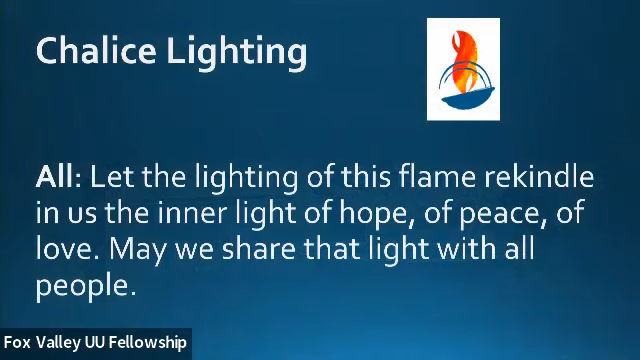 Chalice Lighting
All: Let the lighting of this flame rekindle
in us the inner light of hope, of peace, of
love. May we share that light with all
people.
Fox Valley UU Fellowship